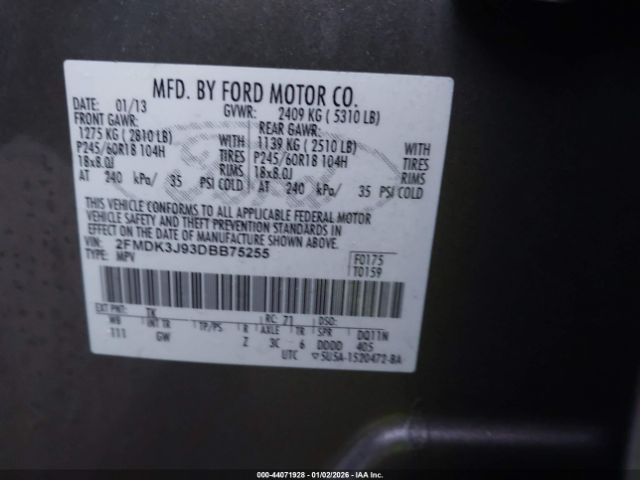 MFD. BY FORD MOTOR CO.
DATE: 01/13 GVWR: 2409 KG ( 5310 LB)
FRONT GAWR: REAR GAWR:
1275 KG ( 2810 LB) WITH 1139 KG ( 2510 LB) WITH
P245/60R18 104H TIRES P245/60R18 104H TIRES
18x8.0J RIMS 18x8.0J RIMS
AT 240 kPa/ 35 PSI COLD AT 240 kPa/ 35 PSI COLD
THIS VEHICLE CONFORMS TO ALL APPLICABLE FEDERAL MOTOR
VEHICLE SAFETY AND THEFT PREVENTION STANDARDS IN
EFFECT ON THE DATE OF MANUFACTURE SHOWN ABOVE.
VIN: 2FMDK3J93DBB75255 F0175
TYPE: MPV T0159
EXT PNT: TK RC: 71 DSO:
WB INT TR TP/PS R AXLE TR SPR DQ11N
111 GW Z 3C 6 DDDD 405
UTC ▽5U5A-1520472-BA
000-44071928 | 01/02/2026 - IAA Inc.